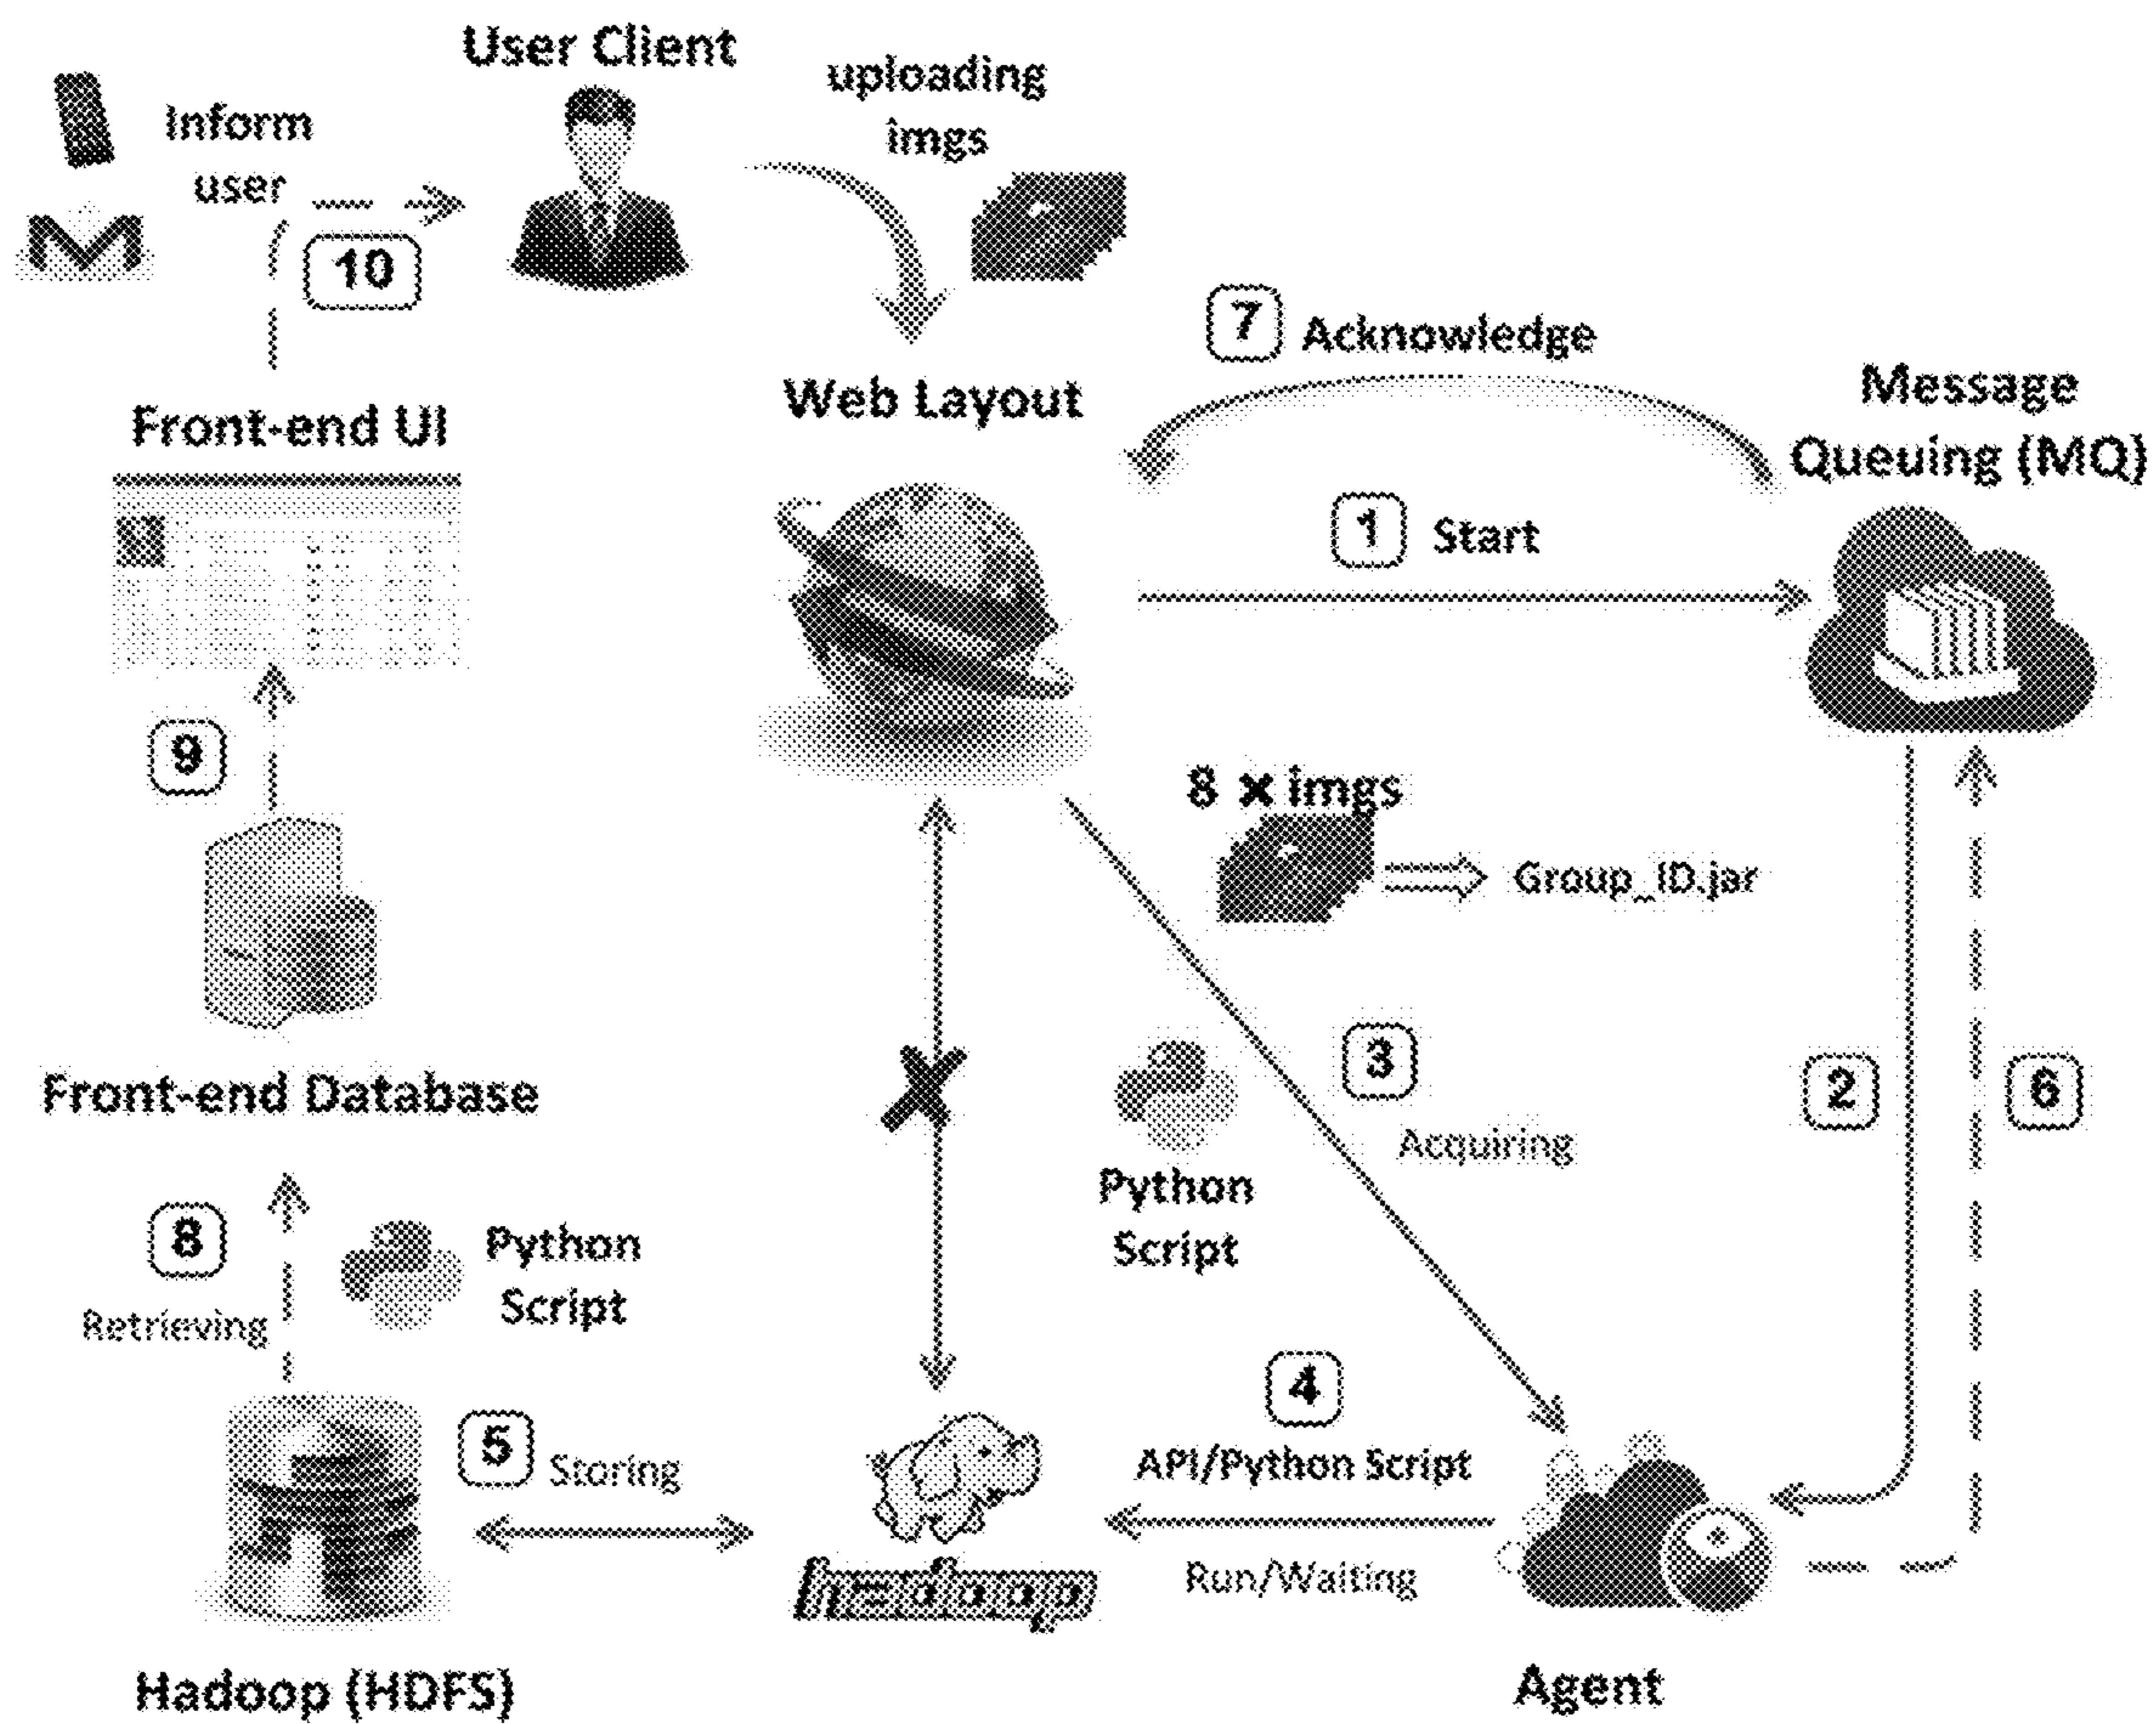 User Client
uploading
imgs
Inform
user
10
7 Acknowledge
Message
Queuing (MQ)
Web Layout
Front-end UI
1 Start
9
8 × imgs
Group_ID.jar
3
2
6
Front-end Database
Acquiring
Python
Script
8
Python
Script
Retrieving
4
5 Storing
API/Python Script
Run/Waiting
hadoop
Hadoop (HDFS)
Agent